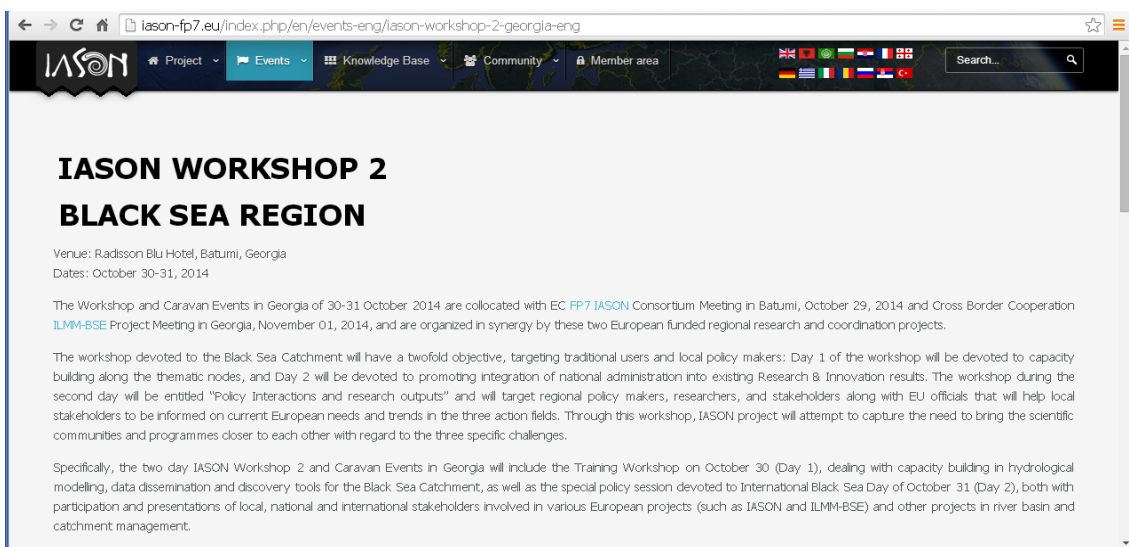 iason-fp7.eu/index.php/en/events-eng/iason-workshop-2-georgia-eng
IASON
Project
Events
Knowledge Base
Community
Member area
Search...
IASON WORKSHOP 2
BLACK SEA REGION
Venue: Radisson Blu Hotel, Batumi, Georgia
Dates: October 30-31, 2014
The Workshop and Caravan Events in Georgia of 30-31 October 2014 are collocated with EC FP7 IASON Consortium Meeting in Batumi, October 29, 2014 and Cross Border Cooperation
ILMM-BSE Project Meeting in Georgia, November 01, 2014, and are organized in synergy by these two European funded regional research and coordination projects.
The workshop devoted to the Black Sea Catchment will have a twofold objective, targeting traditional users and local policy makers: Day 1 of the workshop will be devoted to capacity
building along the thematic nodes, and Day 2 will be devoted to promoting integration of national administration into existing Research & Innovation results. The workshop during the
second day will be entitled "Policy Interactions and research outputs" and will target regional policy makers, researchers, and stakeholders along with EU officials that will help local
stakeholders to be informed on current European needs and trends in the three action fields. Through this workshop, IASON project will attempt to capture the need to bring the scientific
communities and programmes closer to each other with regard to the three specific challenges.
Specifically, the two day IASON Workshop 2 and Caravan Events in Georgia will include the Training Workshop on October 30 (Day 1), dealing with capacity building in hydrological
modelling, data dissemination and discovery tools for the Black Sea Catchment, as well as the special policy session devoted to International Black Sea Day of October 31 (Day 2), both with
participation and presentations of local, national and international stakeholders involved in various European projects (such as IASON and ILMM-BSE) and other projects in river basin and
catchment management.